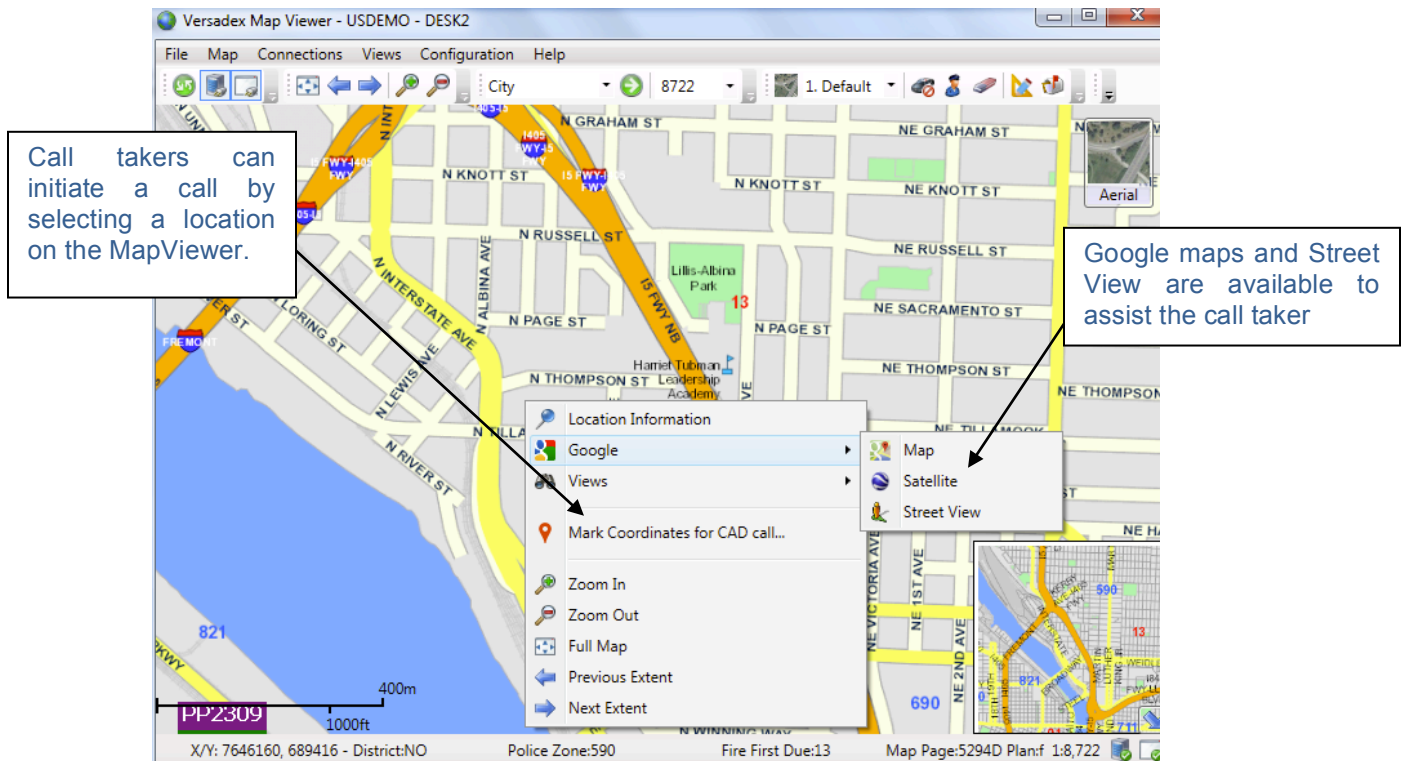 Versadex Map Viewer - USDEMO - DESK2
File Map Connections Views Configuration Help
City 8722 1. Default
Call takers can
initiate a call by
selecting a location
on the MapViewer.
Google maps and Street
View are available to
assist the call taker
Aerial
N GRAHAM ST
NE GRAHAM ST
I405
FWY-I5
FWY
N KNOTT ST
N KNOTT ST
NE KNOTT ST
N RUSSELL ST
NE RUSSELL ST
N ALBINA AVE
N INTERSTATE AVE
I5 FWY NB
Lillis-Albina
Park
13
NE SACRAMENTO ST
LORING ST
N PAGE ST
N PAGE ST
FREMONT
N LEWIS AVE
Harriet Tubman
Leadership
Academy
N THOMPSON ST
NE THOMPSON ST
NE THOMPSON
N RIVER ST
Location Information
Google
Views
Mark Coordinates for CAD call...
Zoom In
Zoom Out
Full Map
Previous Extent
Next Extent
Map
Satellite
Street View
NE VICTORIA AVE
NE 1ST AVE
NE 2ND AVE
821
690
590
13
821
711
400m
1000ft
PP2309
N WINNING WAY
X/Y: 7646160, 689416 - District:NO Police Zone:590 Fire First Due:13 Map Page:5294D Plan:f 1:8,722